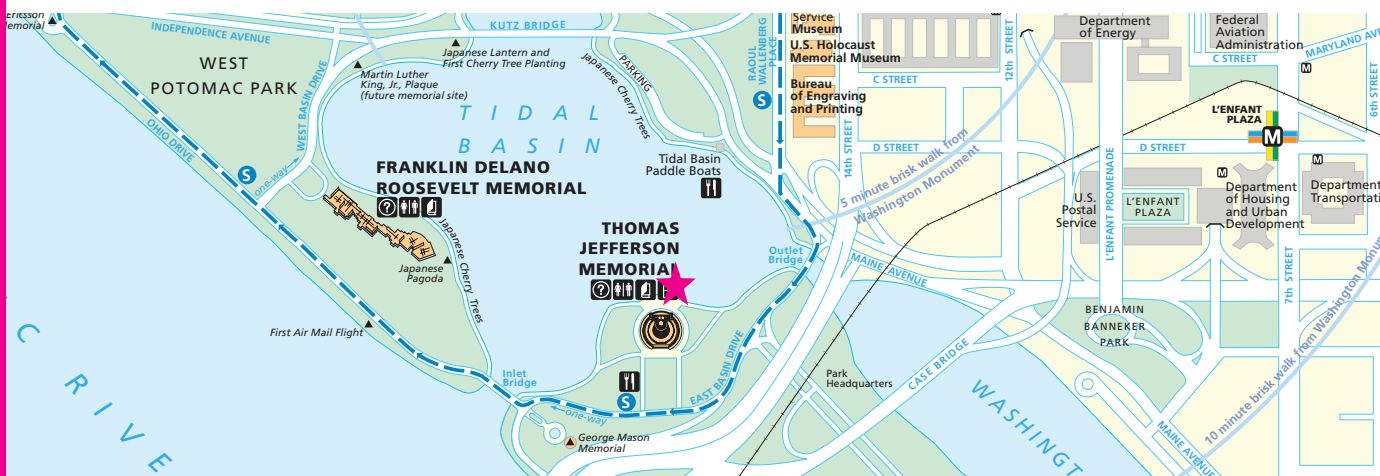 Ericsson
Memorial
INDEPENDENCE AVENUE
KUTZ BRIDGE
WEST
POTOMAC PARK
Japanese Lantern and
First Cherry Tree Planting
Martin Luther
King, Jr., Plaque
(future memorial site)
WEST BASIN DRIVE
OHIO DRIVE
S
one-way
TIDAL
BASIN
PARKING
Japanese Cherry Trees
RAOUL
WALLENBERG
PLACE
S
Service
Museum
U.S. Holocaust
Memorial Museum
Bureau
of Engraving
and Printing
14th STREET
C STREET
D STREET
12th STREET
Department
of Energy
Federal
Aviation
Administration
C STREET
MARYLAND AVE
M
6th STREET
L'ENFANT
PLAZA
M
D STREET
M
M
FRANKLIN DELANO
ROOSEVELT MEMORIAL
?
Japanese
Pagoda
Japanese Cherry Trees
First Air Mail Flight
THOMAS
JEFFERSON
MEMORIAL
?
Tidal Basin
Paddle Boats
Outlet
Bridge
5 minute brisk walk from
Washington Monument
MAINE AVENUE
U.S.
Postal
Service
L'ENFANT PROMENADE
L'ENFANT
PLAZA
Department
of Housing
and Urban
Development
Department
Transportati
7th STREET
BENJAMIN
BANNEKER
PARK
10 minute brisk walk from Washington Monu
Inlet
Bridge
S
one-way
EAST BASIN DRIVE
George Mason
Memorial
Park
Headquarters
CASE BRIDGE
WASHINGT
MAINE AVENUE
C RIVE